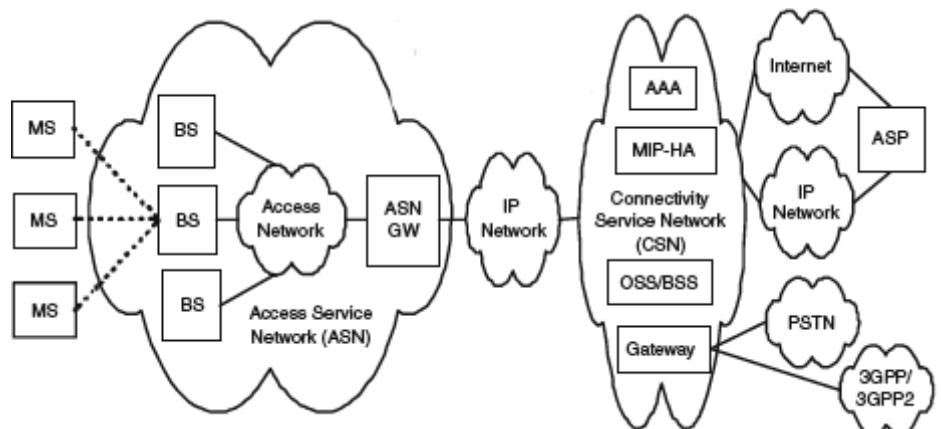 MS
MS
MS
BS
BS
BS
Access
Network
ASN
GW
Access Service
Network (ASN)
IP
Network
AAA
MIP-HA
Connectivity
Service Network
(CSN)
OSS/BSS
Gateway
Internet
IP
Network
ASP
PSTN
3GPP/
3GPP2